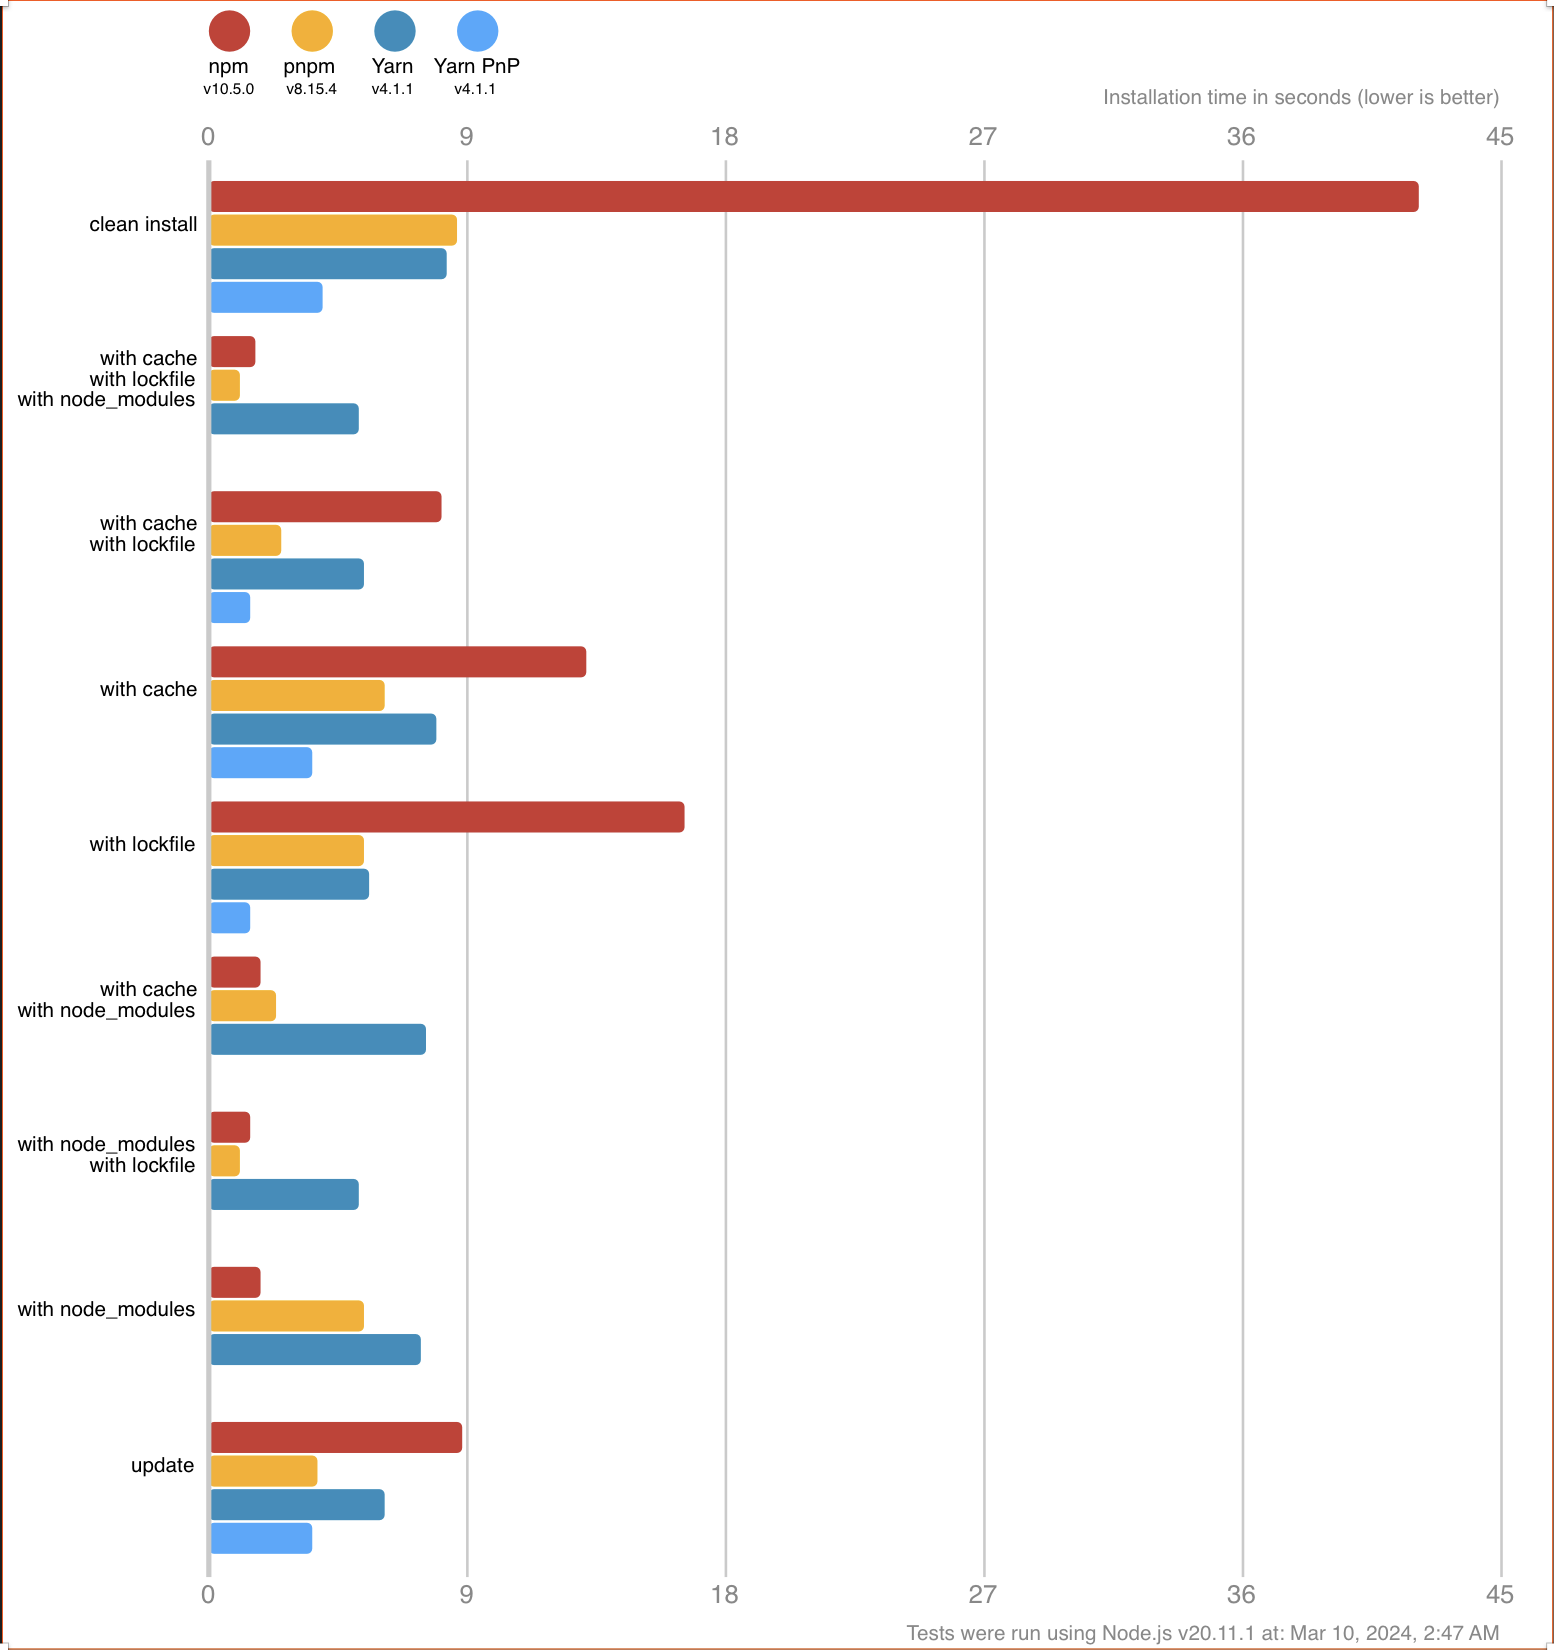 npm pnpm Yarn Yarn PnP
v10.5.0 v8.15.4 v4.1.1 v4.1.1
Installation time in seconds (lower is better)
0 9 18 27 36 45
clean install
with cache
with lockfile
with node_modules
with cache
with lockfile
with cache
with lockfile
with cache
with node_modules
with node_modules
with lockfile
with node_modules
update
0 9 18 27 36 45
Tests were run using Node.js v20.11.1 at: Mar 10, 2024, 2:47 AM